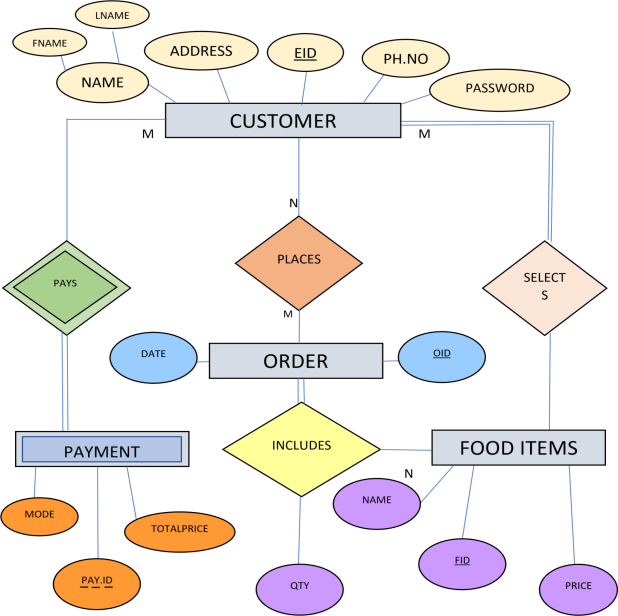 LNAME
FNAME
ADDRESS
EID
PH.NO
NAME
PASSWORD
CUSTOMER
M
M
N
PLACES
PAYS
SELECT
S
M
DATE
ORDER
OID
INCLUDES
PAYMENT
FOOD ITEMS
N
NAME
MODE
TOTALPRICE
FID
PAY.ID
QTY
PRICE